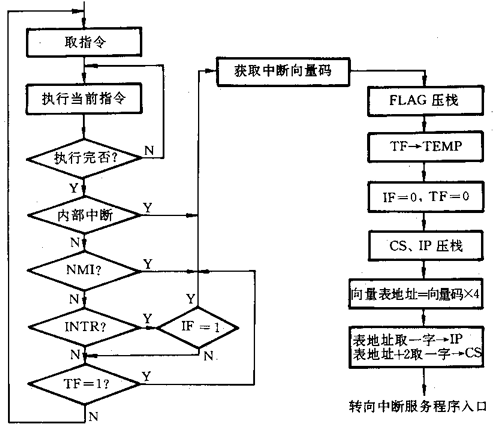 取指令
执行当前指令
执行完否?
N
Y
内部中断
Y
N
NMI?
Y
N
INTR?
Y
IF=1
Y
N
N
TF=1?
Y
N
获取中断向量码
FLAG 压栈
TF→TEMP
IF=0,TF=0
CS、IP 压栈
向量表地址=向量码×4
表地址取一字→IP
表地址+2取一字→CS
转向中断服务程序入口